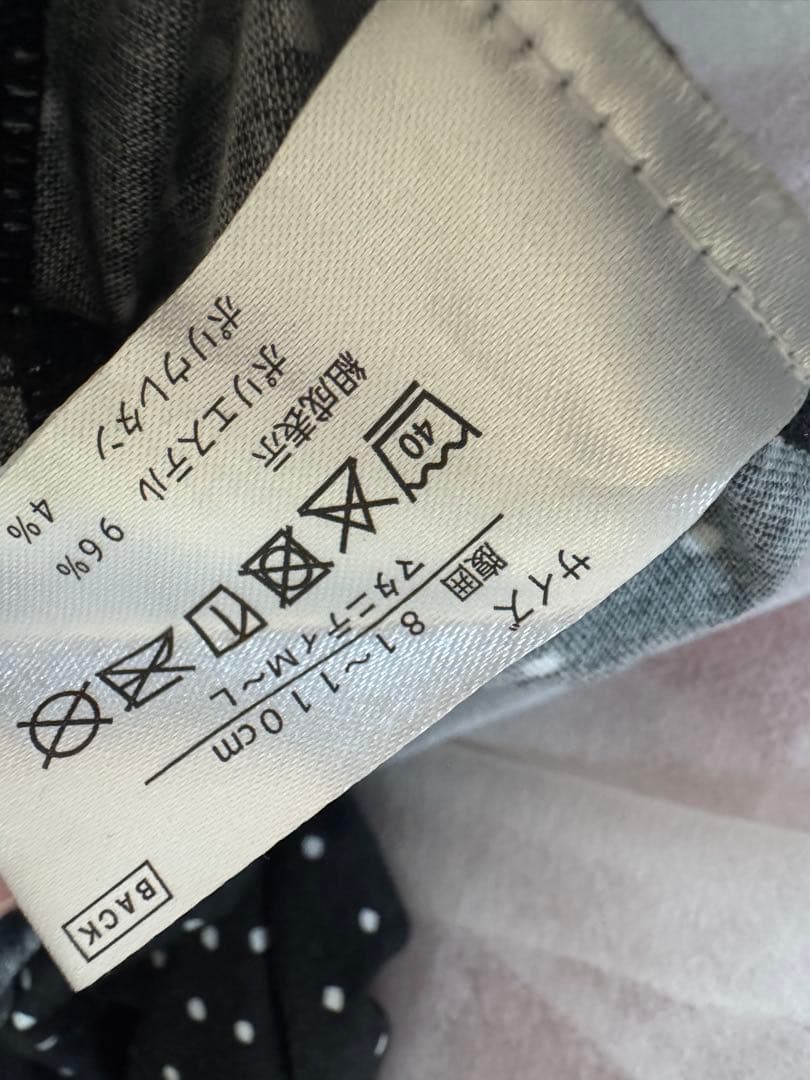 サイズ
腹囲 81〜110cm
マタニティM〜L
40
組成表示
ポリエステル 96%
ポリウレタン 4%
BACK